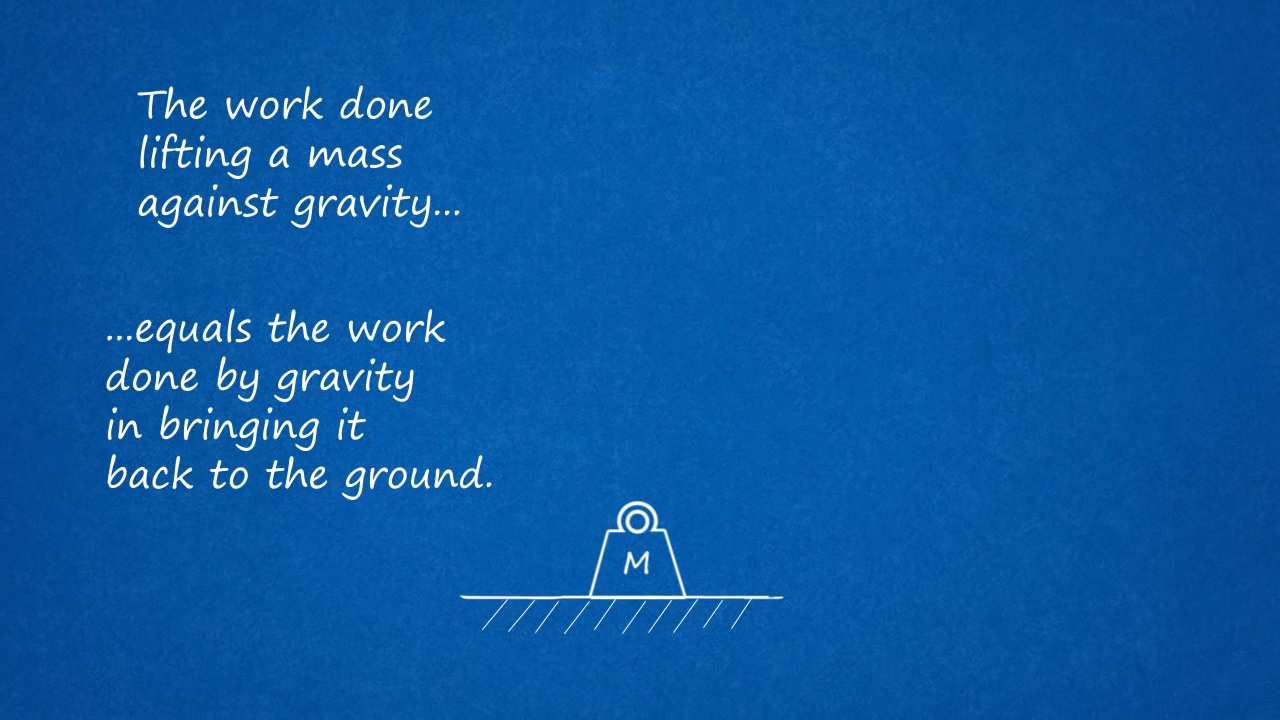 The work done
lifting a mass
against gravity...
...equals the work
done by gravity
in bringing it
back to the ground.
M